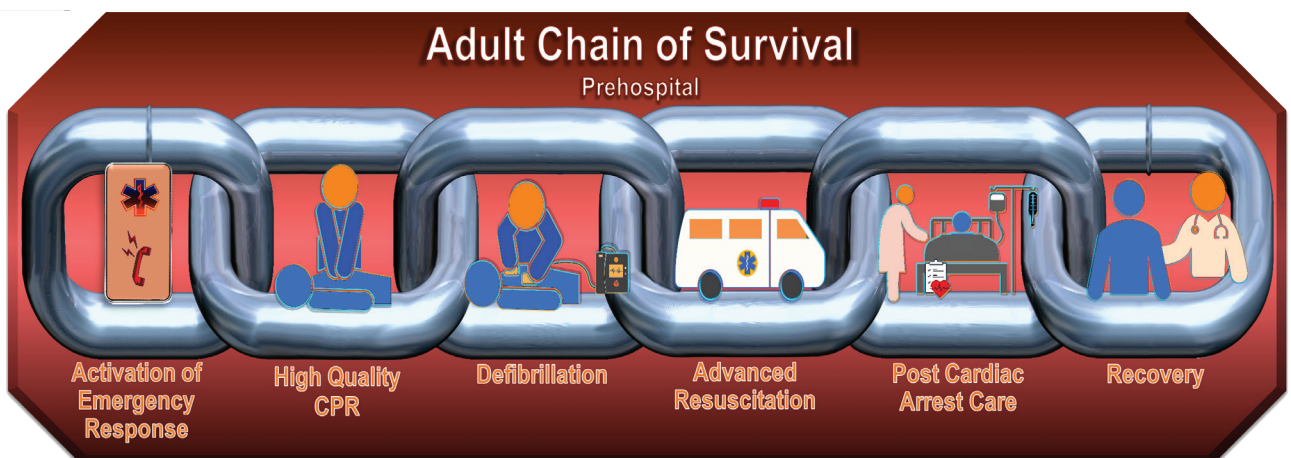 Adult Chain of Survival
Prehospital
Activation of
Emergency
Response
High Quality
CPR
Defibrillation
Advanced
Resuscitation
Post Cardiac
Arrest Care
Recovery